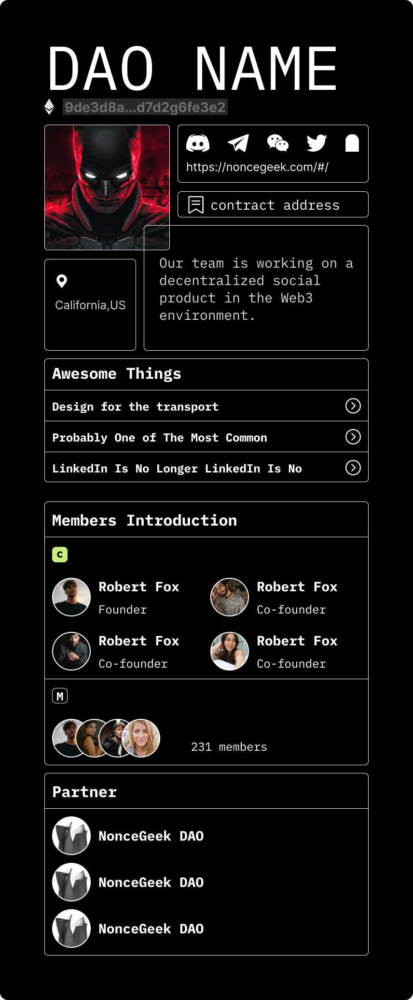 DAO NAME
9de3d8a...d7d2g6fe3e2
https://noncegeek.com/#/
contract address
Our team is working on a
decentralized social
product in the Web3
environment.
California,US
Awesome Things
Design for the transport
Probably One of The Most Common
LinkedIn Is No Longer LinkedIn Is No
Members Introduction
C
Robert Fox
Founder
Robert Fox
Co-founder
Robert Fox
Co-founder
Robert Fox
Co-founder
M
231 members
Partner
NonceGeek DAO
NonceGeek DAO
NonceGeek DAO